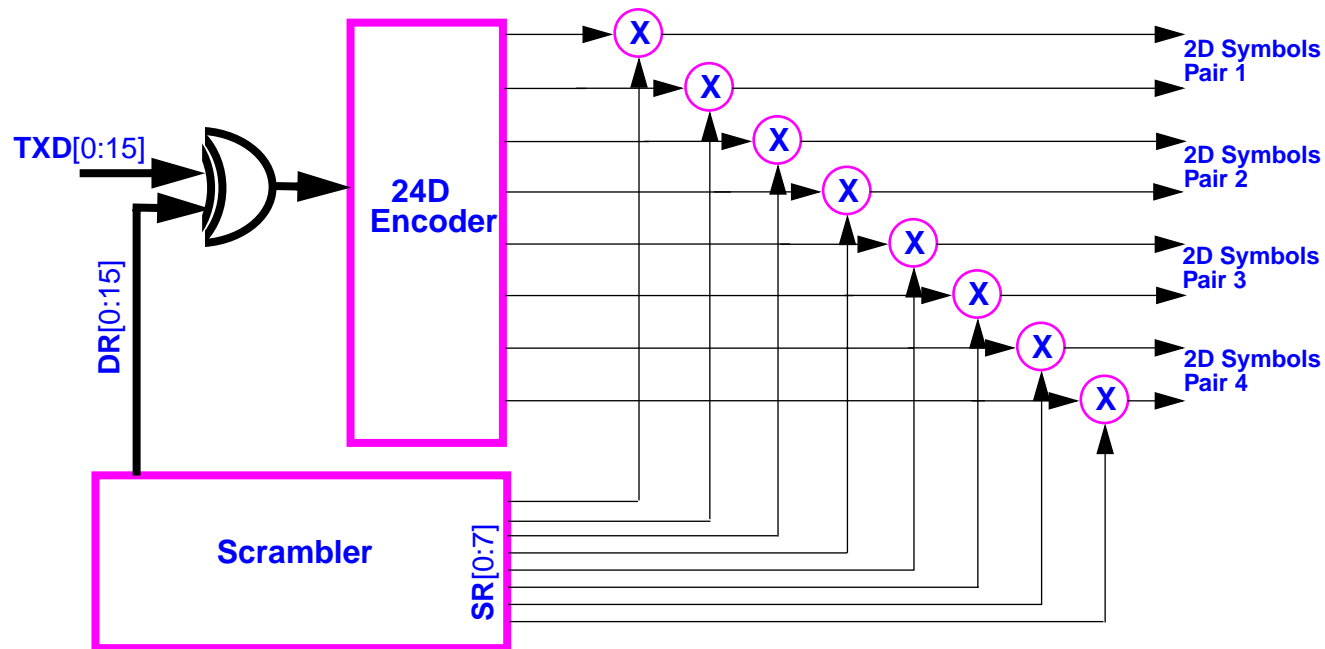 X
2D Symbols
Pair 1
X
TXD[0:15]
X
2D Symbols
Pair 2
24D
Encoder
X
X
2D Symbols
Pair 3
DR[0:15]
X
X
2D Symbols
Pair 4
X
Scrambler
SR[0:7]